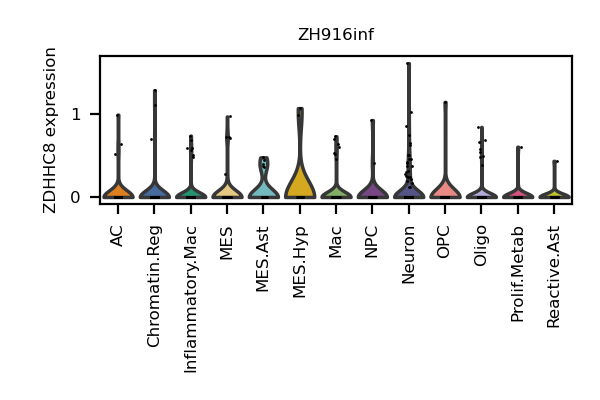 ZH916inf
ZDHHC8 expression
1
0
AC
Chromatin.Reg
Inflammatory.Mac
MES
MES.Ast
MES.Hyp
Mac
NPC
Neuron
OPC
Oligo
Prolif.Metab
Reactive.Ast